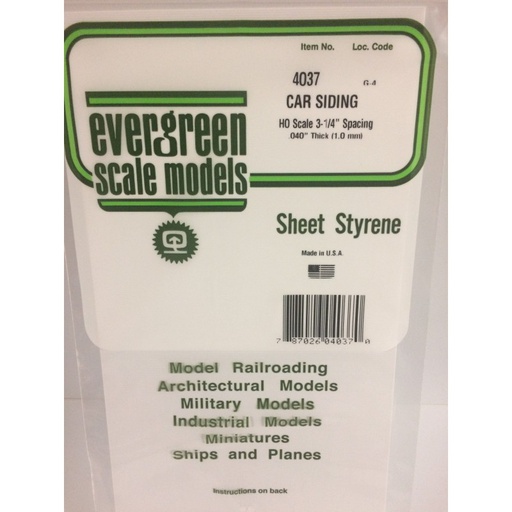 Item No. Loc. Code
4037 G-4
CAR SIDING
HO Scale 3-1/4" Spacing
.040" Thick (1.0 mm)
evergreen
scale models
Sheet Styrene
Made in U.S.A
7 87026 04037 A
Model Railroading
Architectural Models
Military Models
Industrial Models
Miniatures
Ships and Planes
Instructions on back